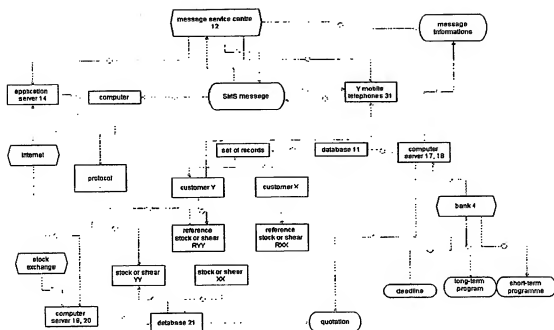 message service centre
12
message
informations
application
server 14
computer
SMS message
Y mobile
telephones 31
internet
protocol
set of records
database 11
computer
server 17, 18
customer Y
customer X
bank 4
reference
stock or shear
RYY
reference
stock or shear
RXX
stock
exchange
stock or shear
YY
stock or shear
XX
deadline
long-term
program
short-term
programme
computer
server 19, 20
database 21
quotation